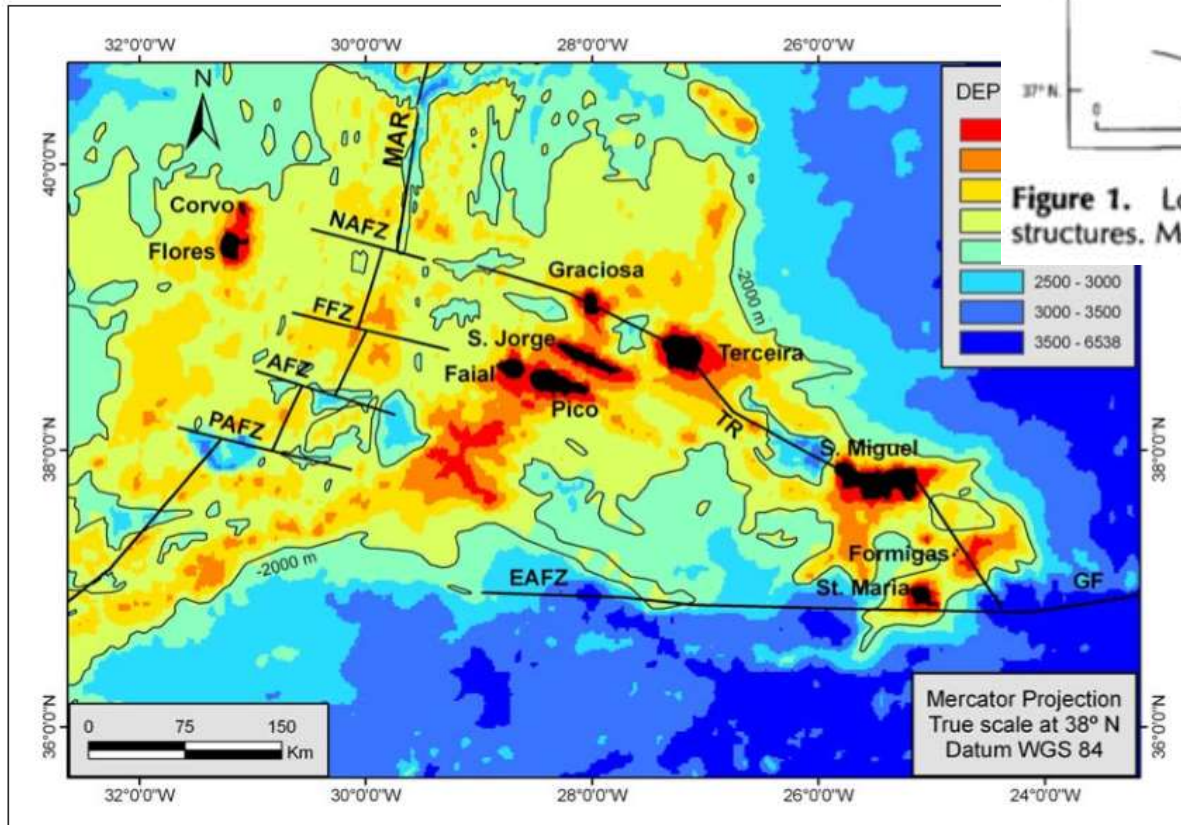 32°0'0"W
30°0'0"W
28°0'0"W
26°0'0"W
N
40°0'0"N
38°0'0"N
36°0'0"N
MAR
Corvo
Flores
NAFZ
Graciosa
-2000 m
FFZ
S. Jorge
Terceira
Faial
AFZ
Pico
PAFZ
TR
S. Miguel
Formigas
-2000 m
EAFZ
St. Maria
GF
DEP
2500 - 3000
3000 - 3500
3500 - 6538
38°0'0"N
36°0'0"N
0 75 150
Km
Mercator Projection
True scale at 38º N
Datum WGS 84
32°0'0"W
30°0'0"W
28°0'0"W
26°0'0"W
24°0'0"W
37° N.
0
Figure 1. Lo
structures. M